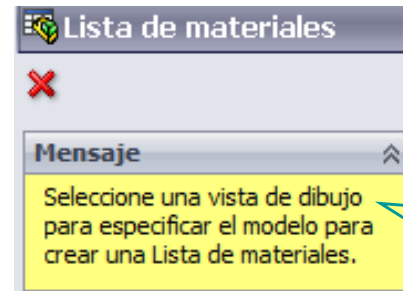 Lista de materiales
Mensaje
Seleccione una vista de dibujo
para especificar el modelo para
crear una Lista de materiales.